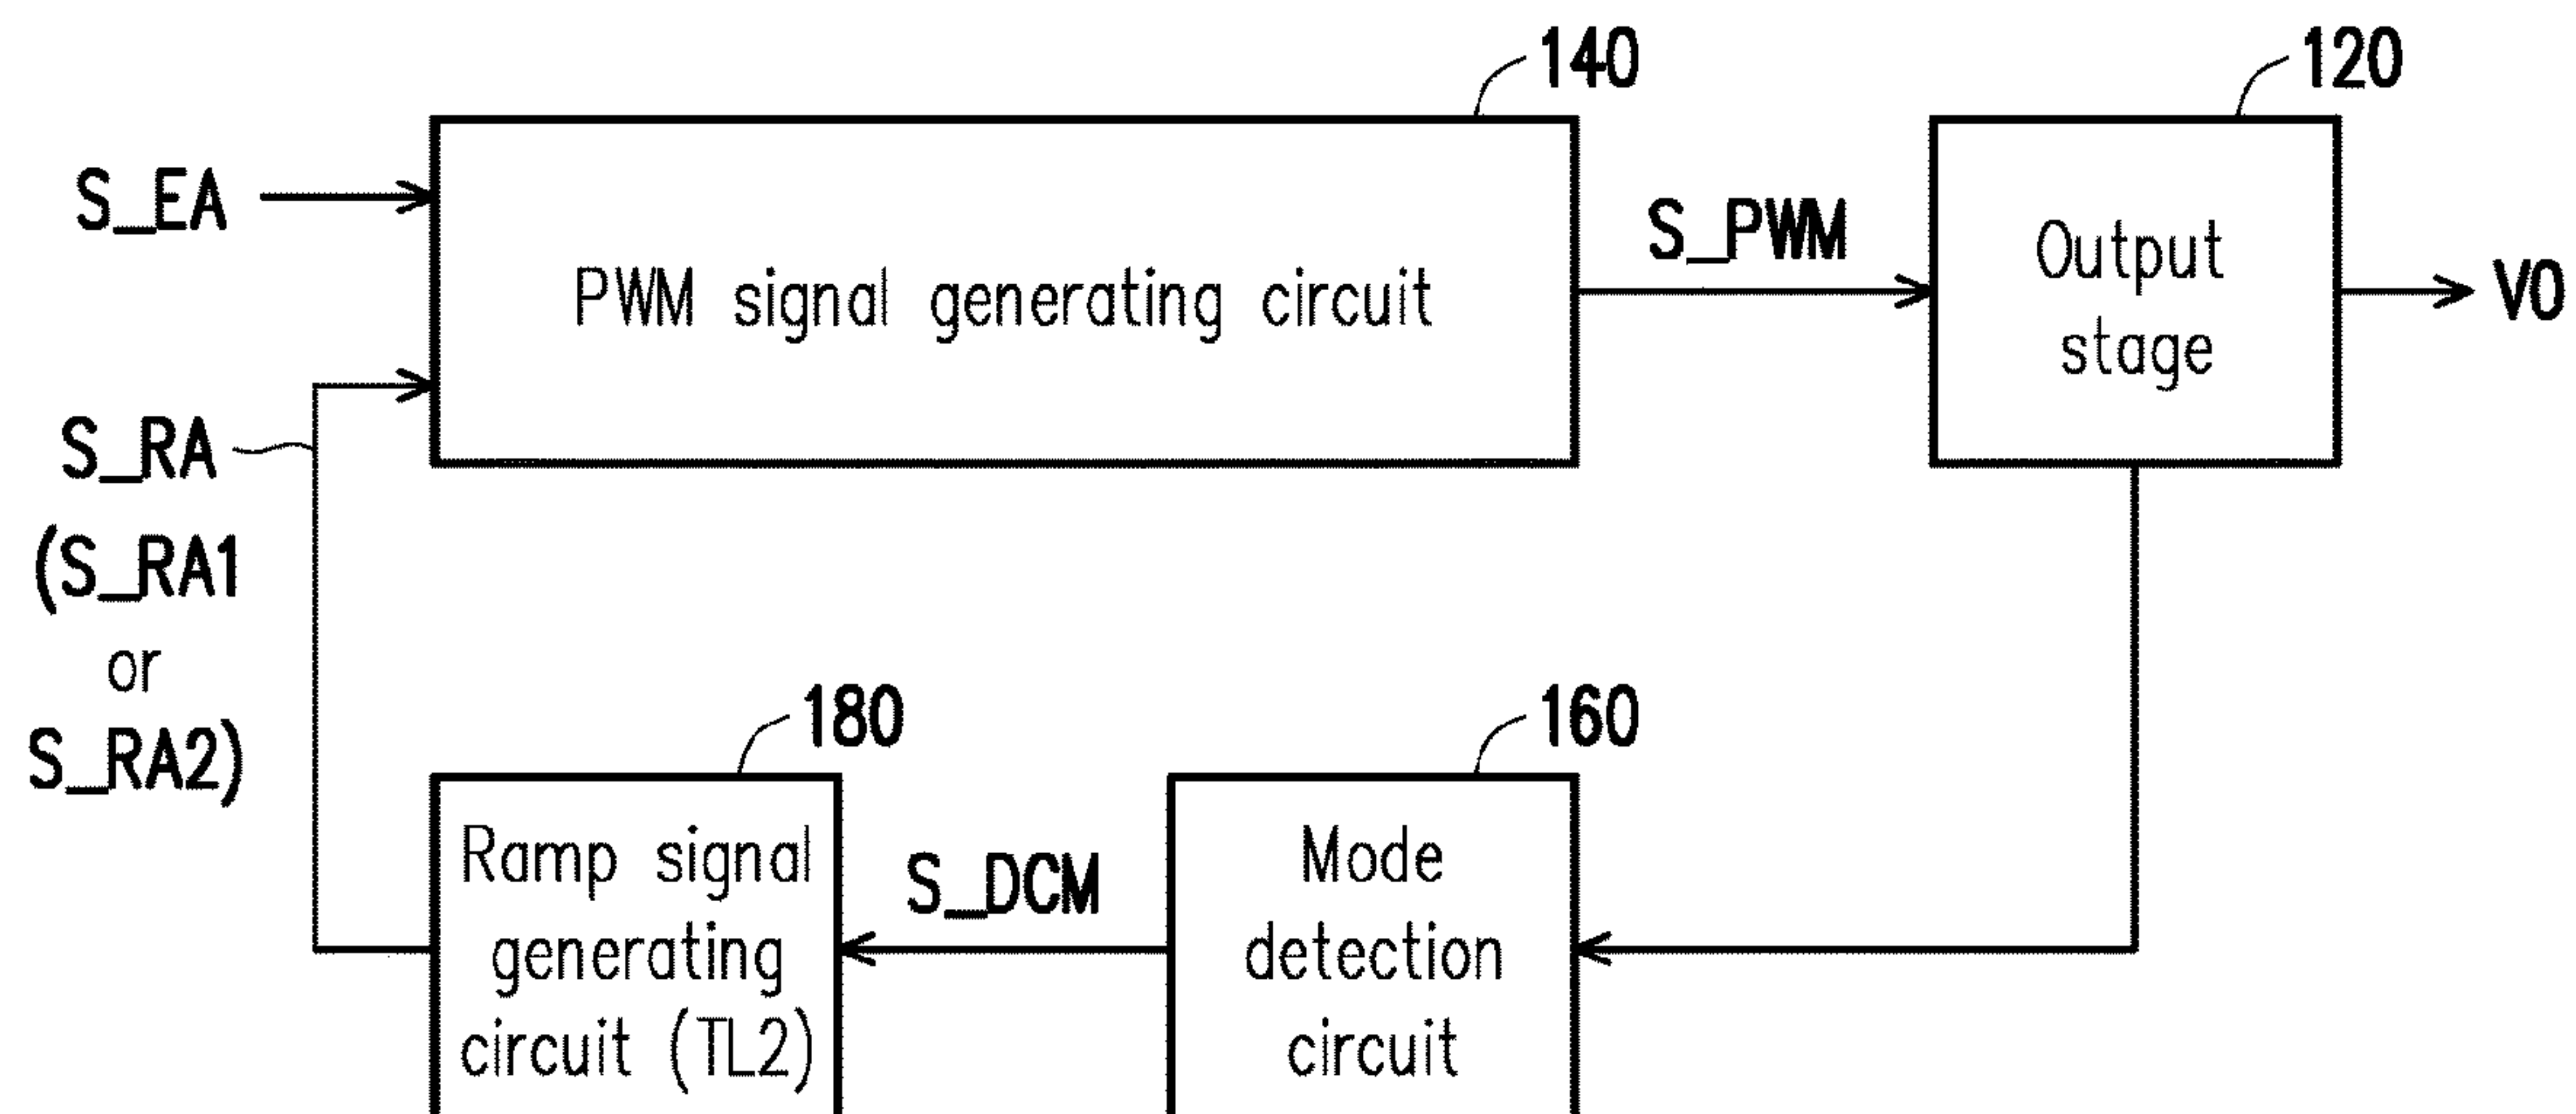 140
120
S_EA
PWM signal generating circuit
S_PWM
Output
stage
VO
S_RA
(S_RA1
or
S_RA2)
180
160
Ramp signal
generating
circuit (TL2)
S_DCM
Mode
detection
circuit